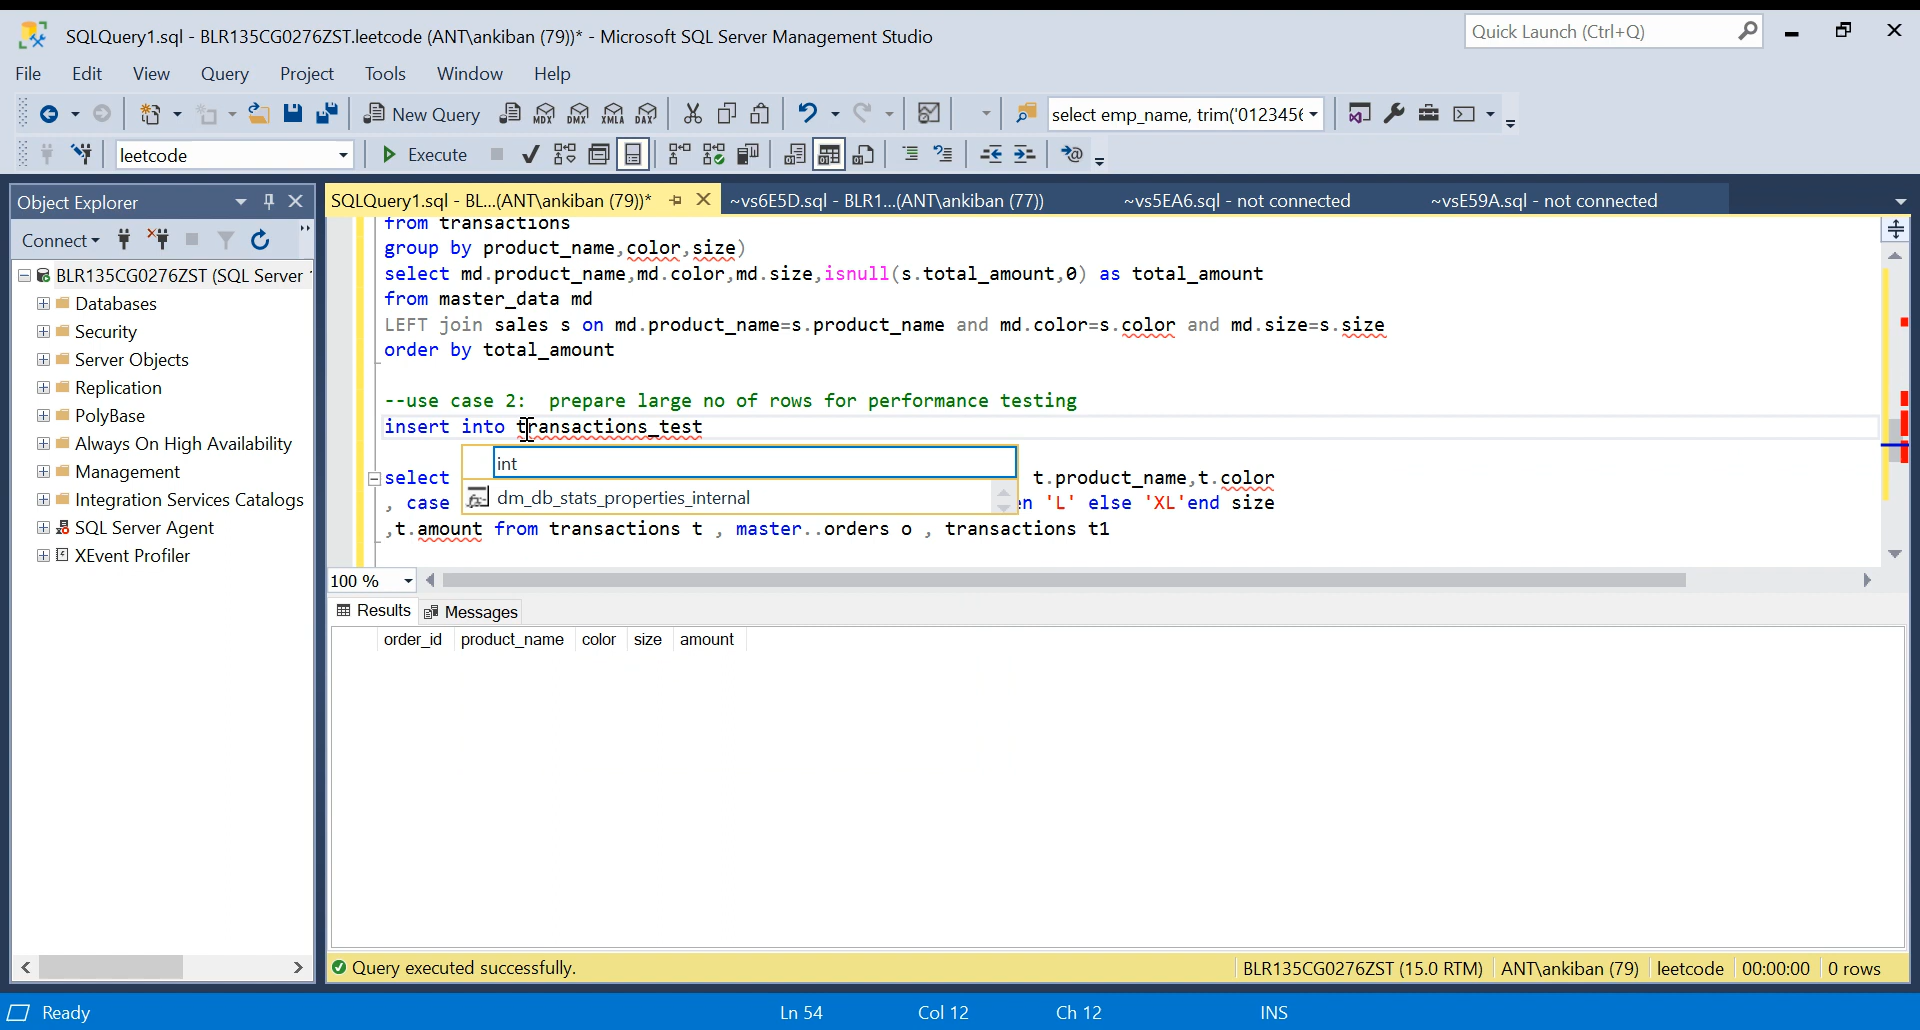 SQLQuery1.sql - BLR135CG0276ZST.leetcode (ANT\ankiban (79))* - Microsoft SQL Server Management Studio
Quick Launch (Ctrl+Q)
File Edit View Query Project Tools Window Help
New Query MDX DMX XMLA DAX select emp_name, trim('012345
leetcode Execute
Object Explorer
SQLQuery1.sql - BL...(ANT\ankiban (79))* ~vs6E5D.sql - BLR1...(ANT\ankiban (77)) ~vs5EA6.sql - not connected ~vsE59A.sql - not connected
Connect
BLR135CG0276ZST (SQL Server
Databases
Security
Server Objects
Replication
PolyBase
Always On High Availability
Management
Integration Services Catalogs
SQL Server Agent
XEvent Profiler
from transactions
group by product_name,color,size)
select md.product_name,md.color,md.size,isnull(s.total_amount,0) as total_amount
from master_data md
LEFT join sales s on md.product_name=s.product_name and md.color=s.color and md.size=s.size
order by total_amount
--use case 2:  prepare large no of rows for performance testing
insert into transactions_test
int
dm_db_stats_properties_internal
select t.product_name,t.color
, case 'L' else 'XL'end size
,t.amount from transactions t , master..orders o , transactions t1
100 %
Results Messages
order_id product_name color size amount
Query executed successfully. BLR135CG0276ZST (15.0 RTM) ANT\ankiban (79) leetcode 00:00:00 0 rows
Ready Ln 54 Col 12 Ch 12 INS